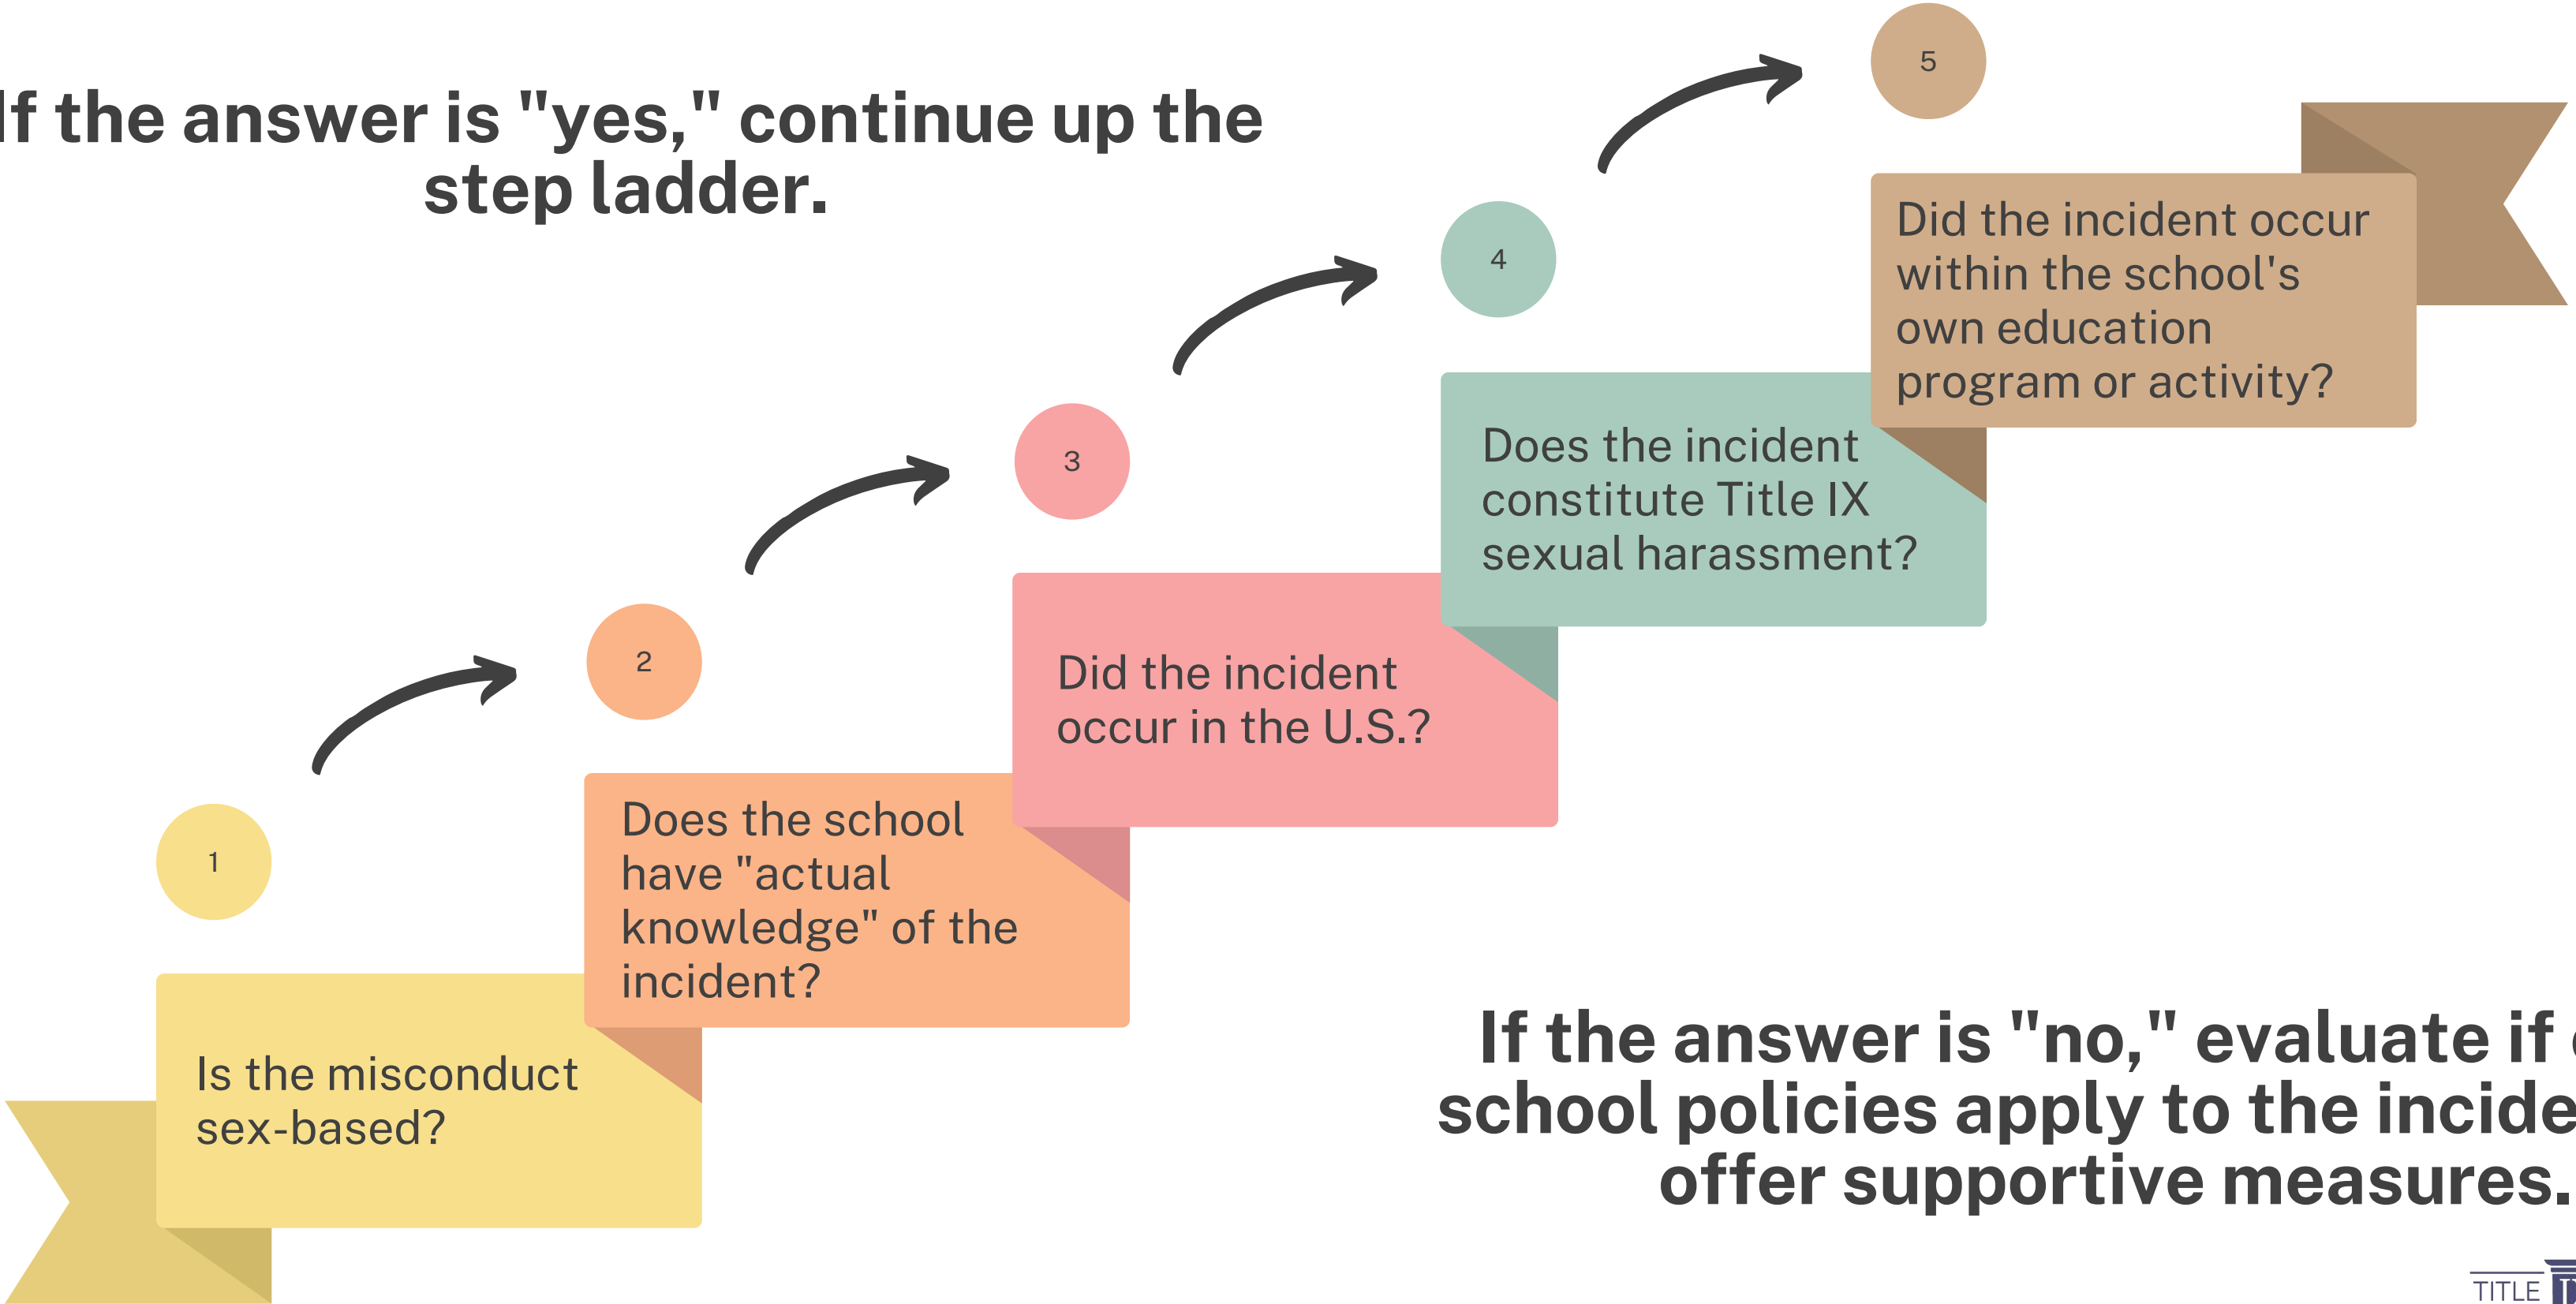 If the answer is "yes," continue up the
step ladder.
5
Did the incident occur
within the school's
own education
program or activity?
4
Does the incident
constitute Title IX
sexual harassment?
3
Did the incident
occur in the U.S.?
2
Does the school
have "actual
knowledge" of the
incident?
1
Is the misconduct
sex-based?
If the answer is "no," evaluate if
school policies apply to the
offer supportive measures.
TITLE